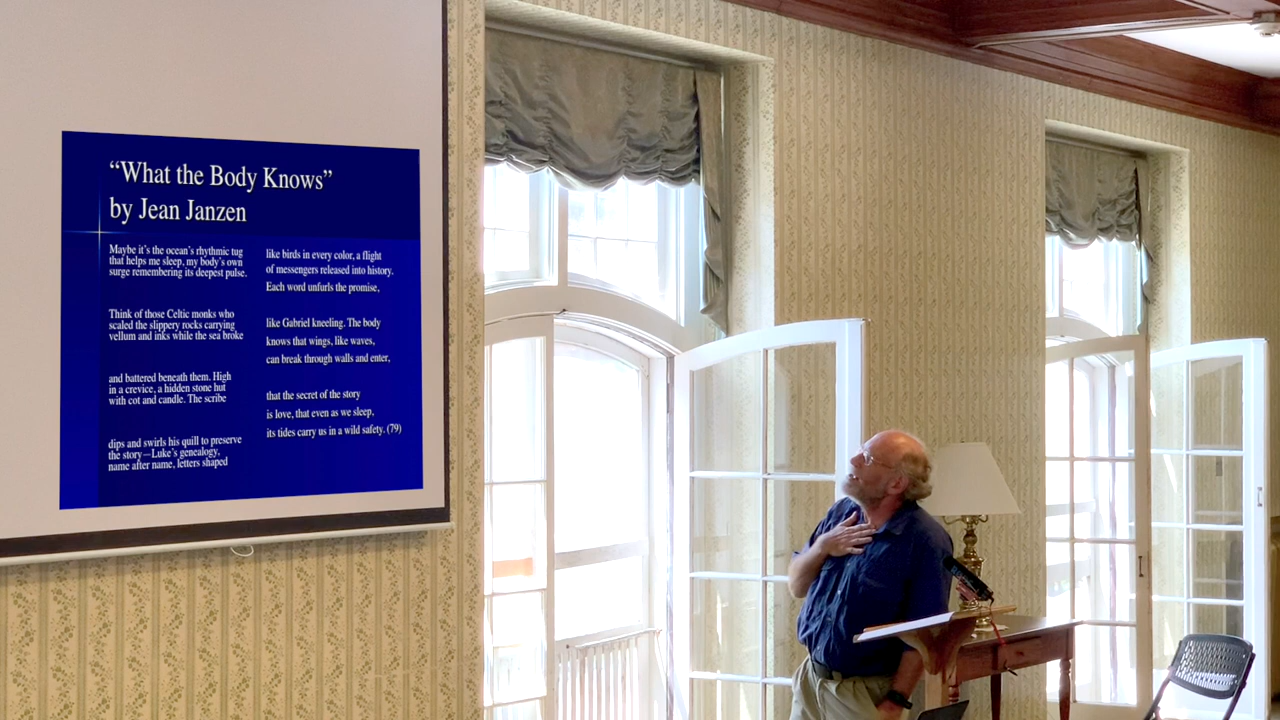 “What the Body Knows”
by Jean Janzen
Maybe it’s the ocean’s rhythmic tug
that helps me sleep, my body’s own
surge remembering its deepest pulse.
Think of those Celtic monks who
scaled the slippery rocks carrying
vellum and inks while the sea broke
and battered beneath them. High
in a crevice, a hidden stone hut
with cot and candle. The scribe
dips and swirls his quill to preserve
the story—Luke’s genealogy,
name after name, letters shaped
like birds in every color, a flight
of messengers released into history.
Each word unfurls the promise,
like Gabriel kneeling. The body
knows that wings, like waves,
can break through walls and enter,
that the secret of the story
is love, that even as we sleep,
its tides carry us in a wild safety. (79)